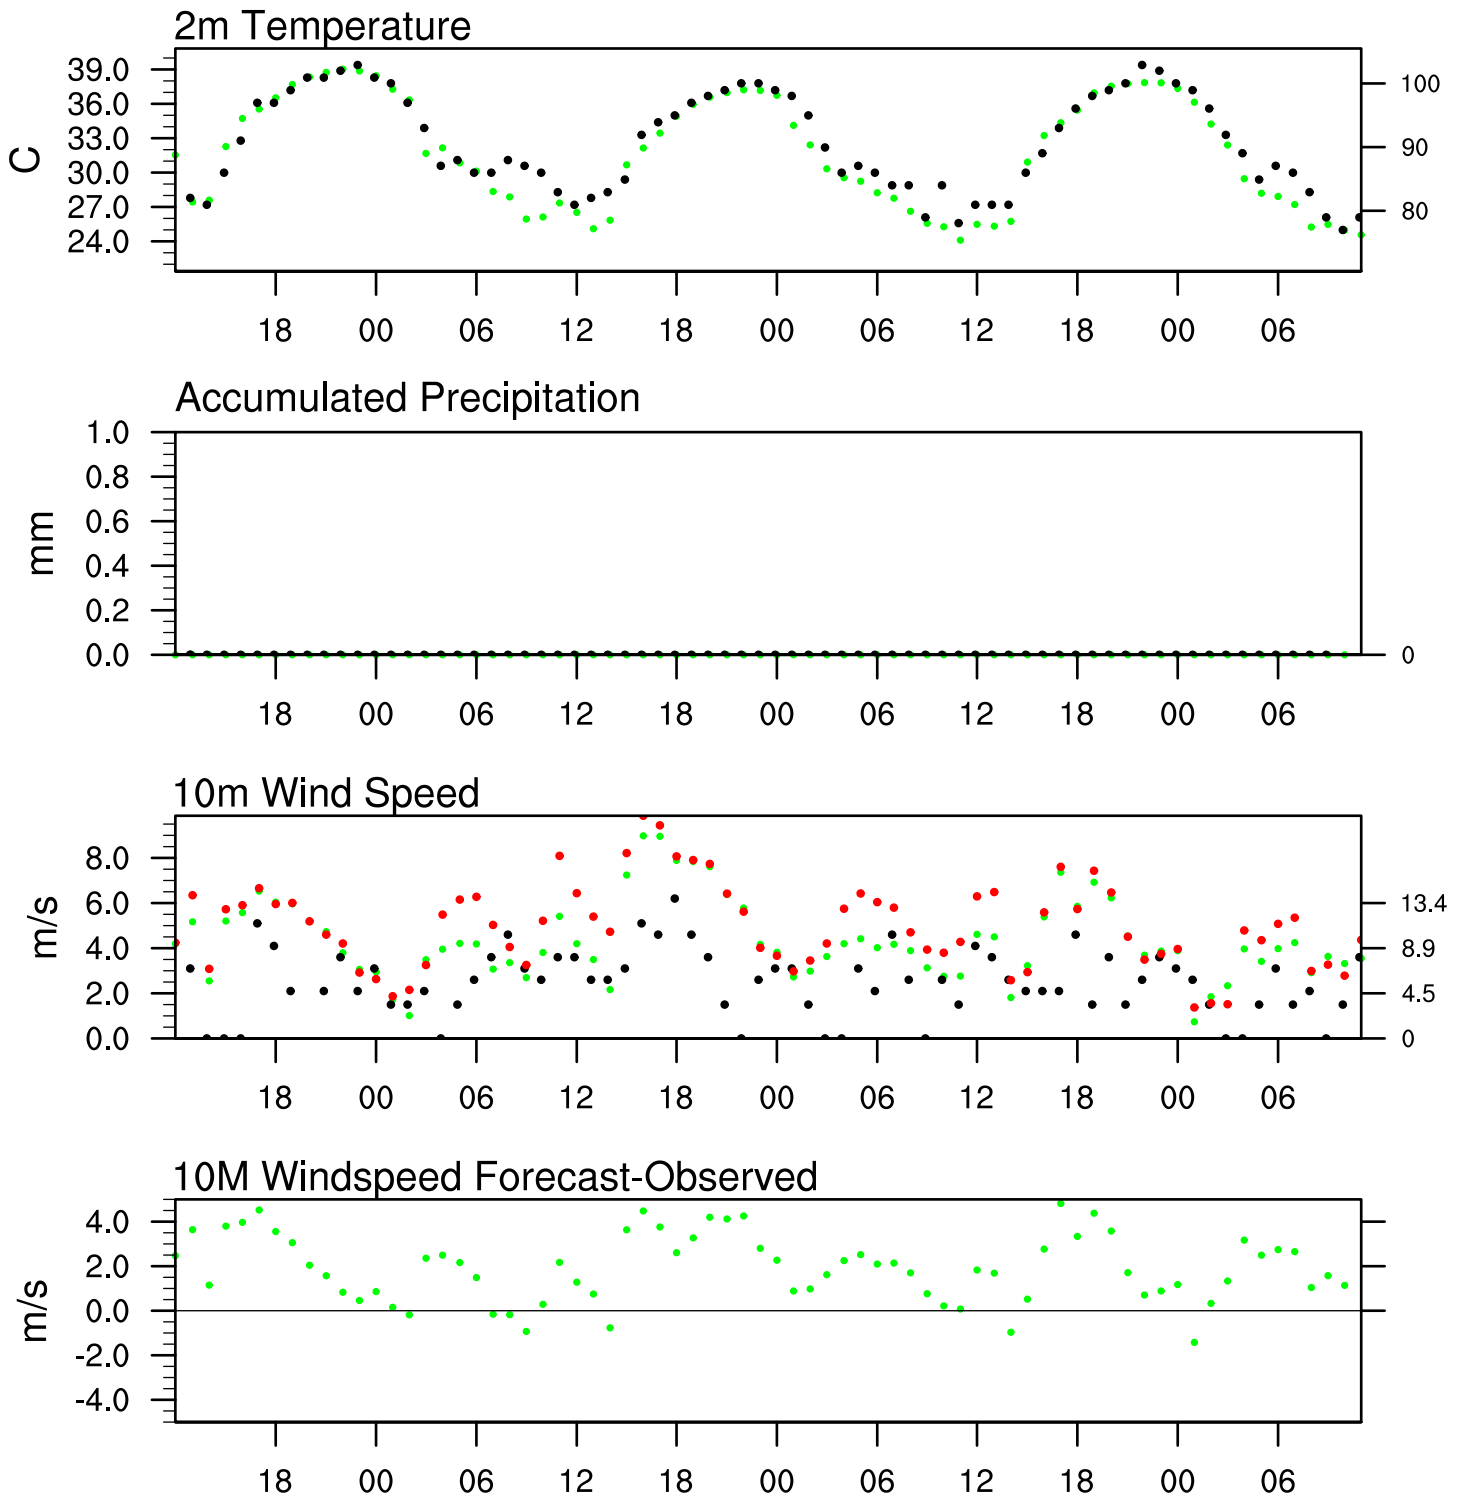 2m Temperature
39.0
36.0
33.0
30.0
27.0
24.0
C
100
90
80
18 00 06 12 18 00 06 12 18 00 06
Accumulated Precipitation
1.0
0.8
0.6
0.4
0.2
0.0
mm
0
18 00 06 12 18 00 06 12 18 00 06
10m Wind Speed
8.0
6.0
4.0
2.0
0.0
m/s
13.4
8.9
4.5
0
18 00 06 12 18 00 06 12 18 00 06
10M Windspeed Forecast-Observed
4.0
2.0
0.0
-2.0
-4.0
m/s
18 00 06 12 18 00 06 12 18 00 06